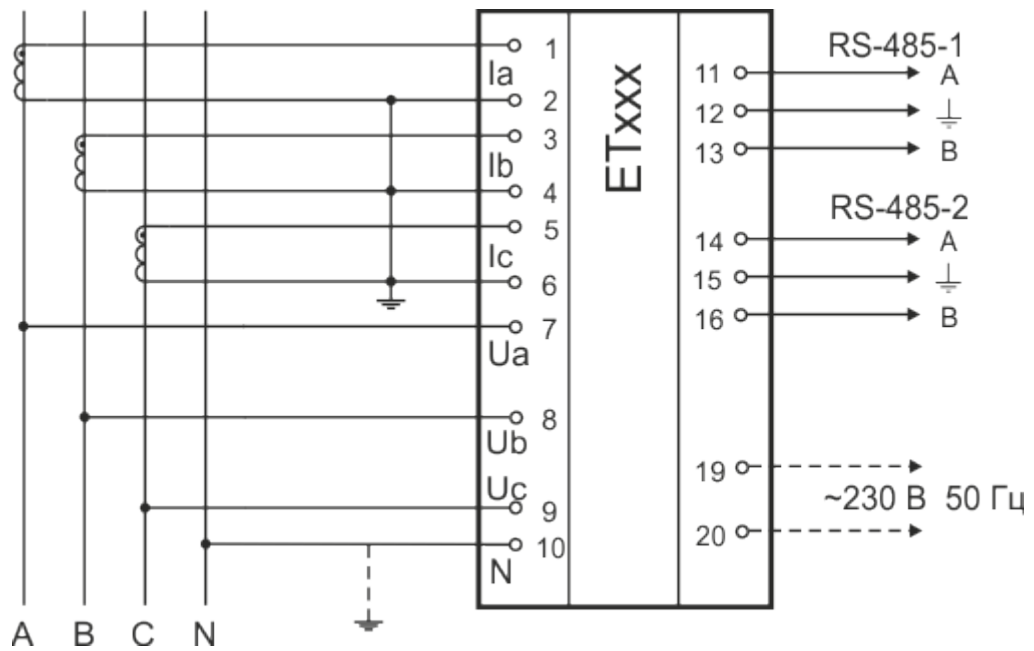 1
Ia
2
3
Ib
4
5
Ic
6
7
Ua
8
Ub
Uc
9
10
N
ETxxx
RS-485-1
11 A
12
13 B
RS-485-2
14 A
15
16 B
19
~230 В 50 Гц
20
A B C N